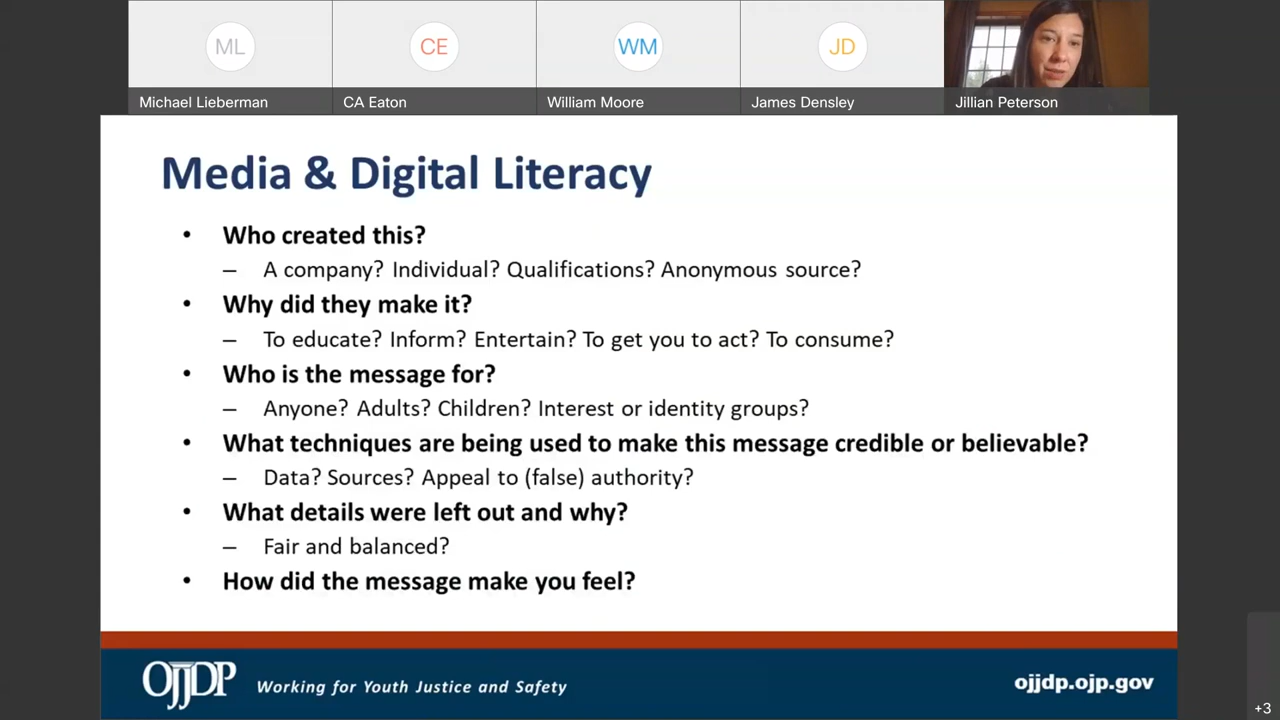 ML
CE
WM
JD
Michael Lieberman
CA Eaton
William Moore
James Densley
Jillian Peterson
Media & Digital Literacy
• Who created this?
– A company? Individual? Qualifications? Anonymous source?
• Why did they make it?
– To educate? Inform? Entertain? To get you to act? To consume?
• Who is the message for?
– Anyone? Adults? Children? Interest or identity groups?
• What techniques are being used to make this message credible or believable?
– Data? Sources? Appeal to (false) authority?
• What details were left out and why?
– Fair and balanced?
• How did the message make you feel?
OJJDP
Working for Youth Justice and Safety
ojjdp.ojp.gov
+3